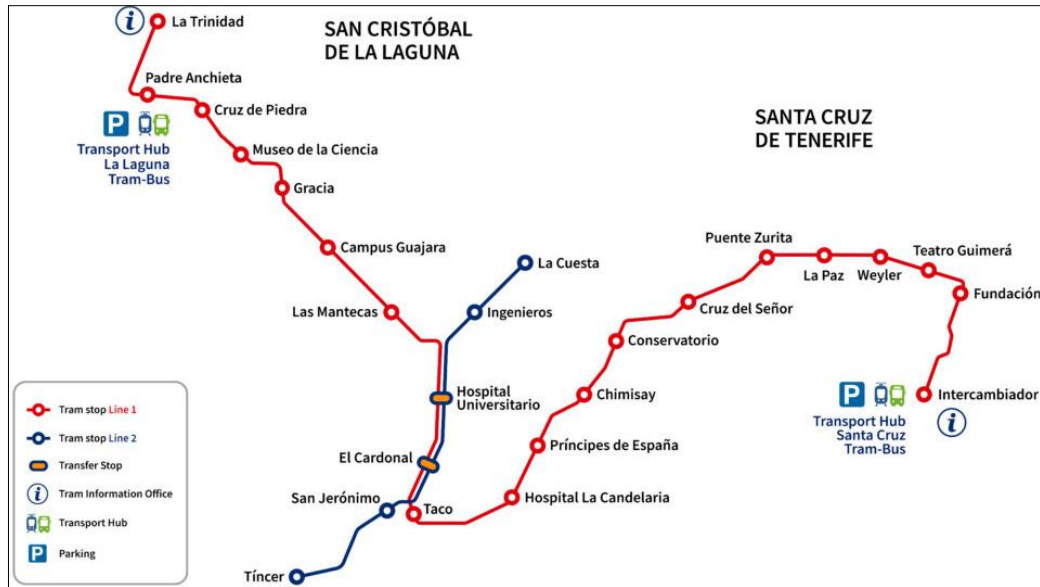 La Trinidad
SAN CRISTÓBAL
DE LA LAGUNA
Padre Anchieta
Cruz de Piedra
Transport Hub
La Laguna
Tram-Bus
P
Museo de la Ciencia
Gracia
Campus Guajara
Las Mantecas
La Cuesta
Ingenieros
Hospital
Universitario
El Cardonal
San Jerónimo
Taco
Tíncer
SANTA CRUZ
DE TENERIFE
Puente Zurita
La Paz
Weyler
Teatro Guimerá
Fundación
Cruz del Señor
Conservatorio
Chimisay
Príncipes de España
Hospital La Candelaria
P
Intercambiador
Transport Hub
Santa Cruz
Tram-Bus
i
i
Tram stop Line 1
Tram stop Line 2
Transfer Stop
i
Tram Information Office
Transport Hub
P
Parking